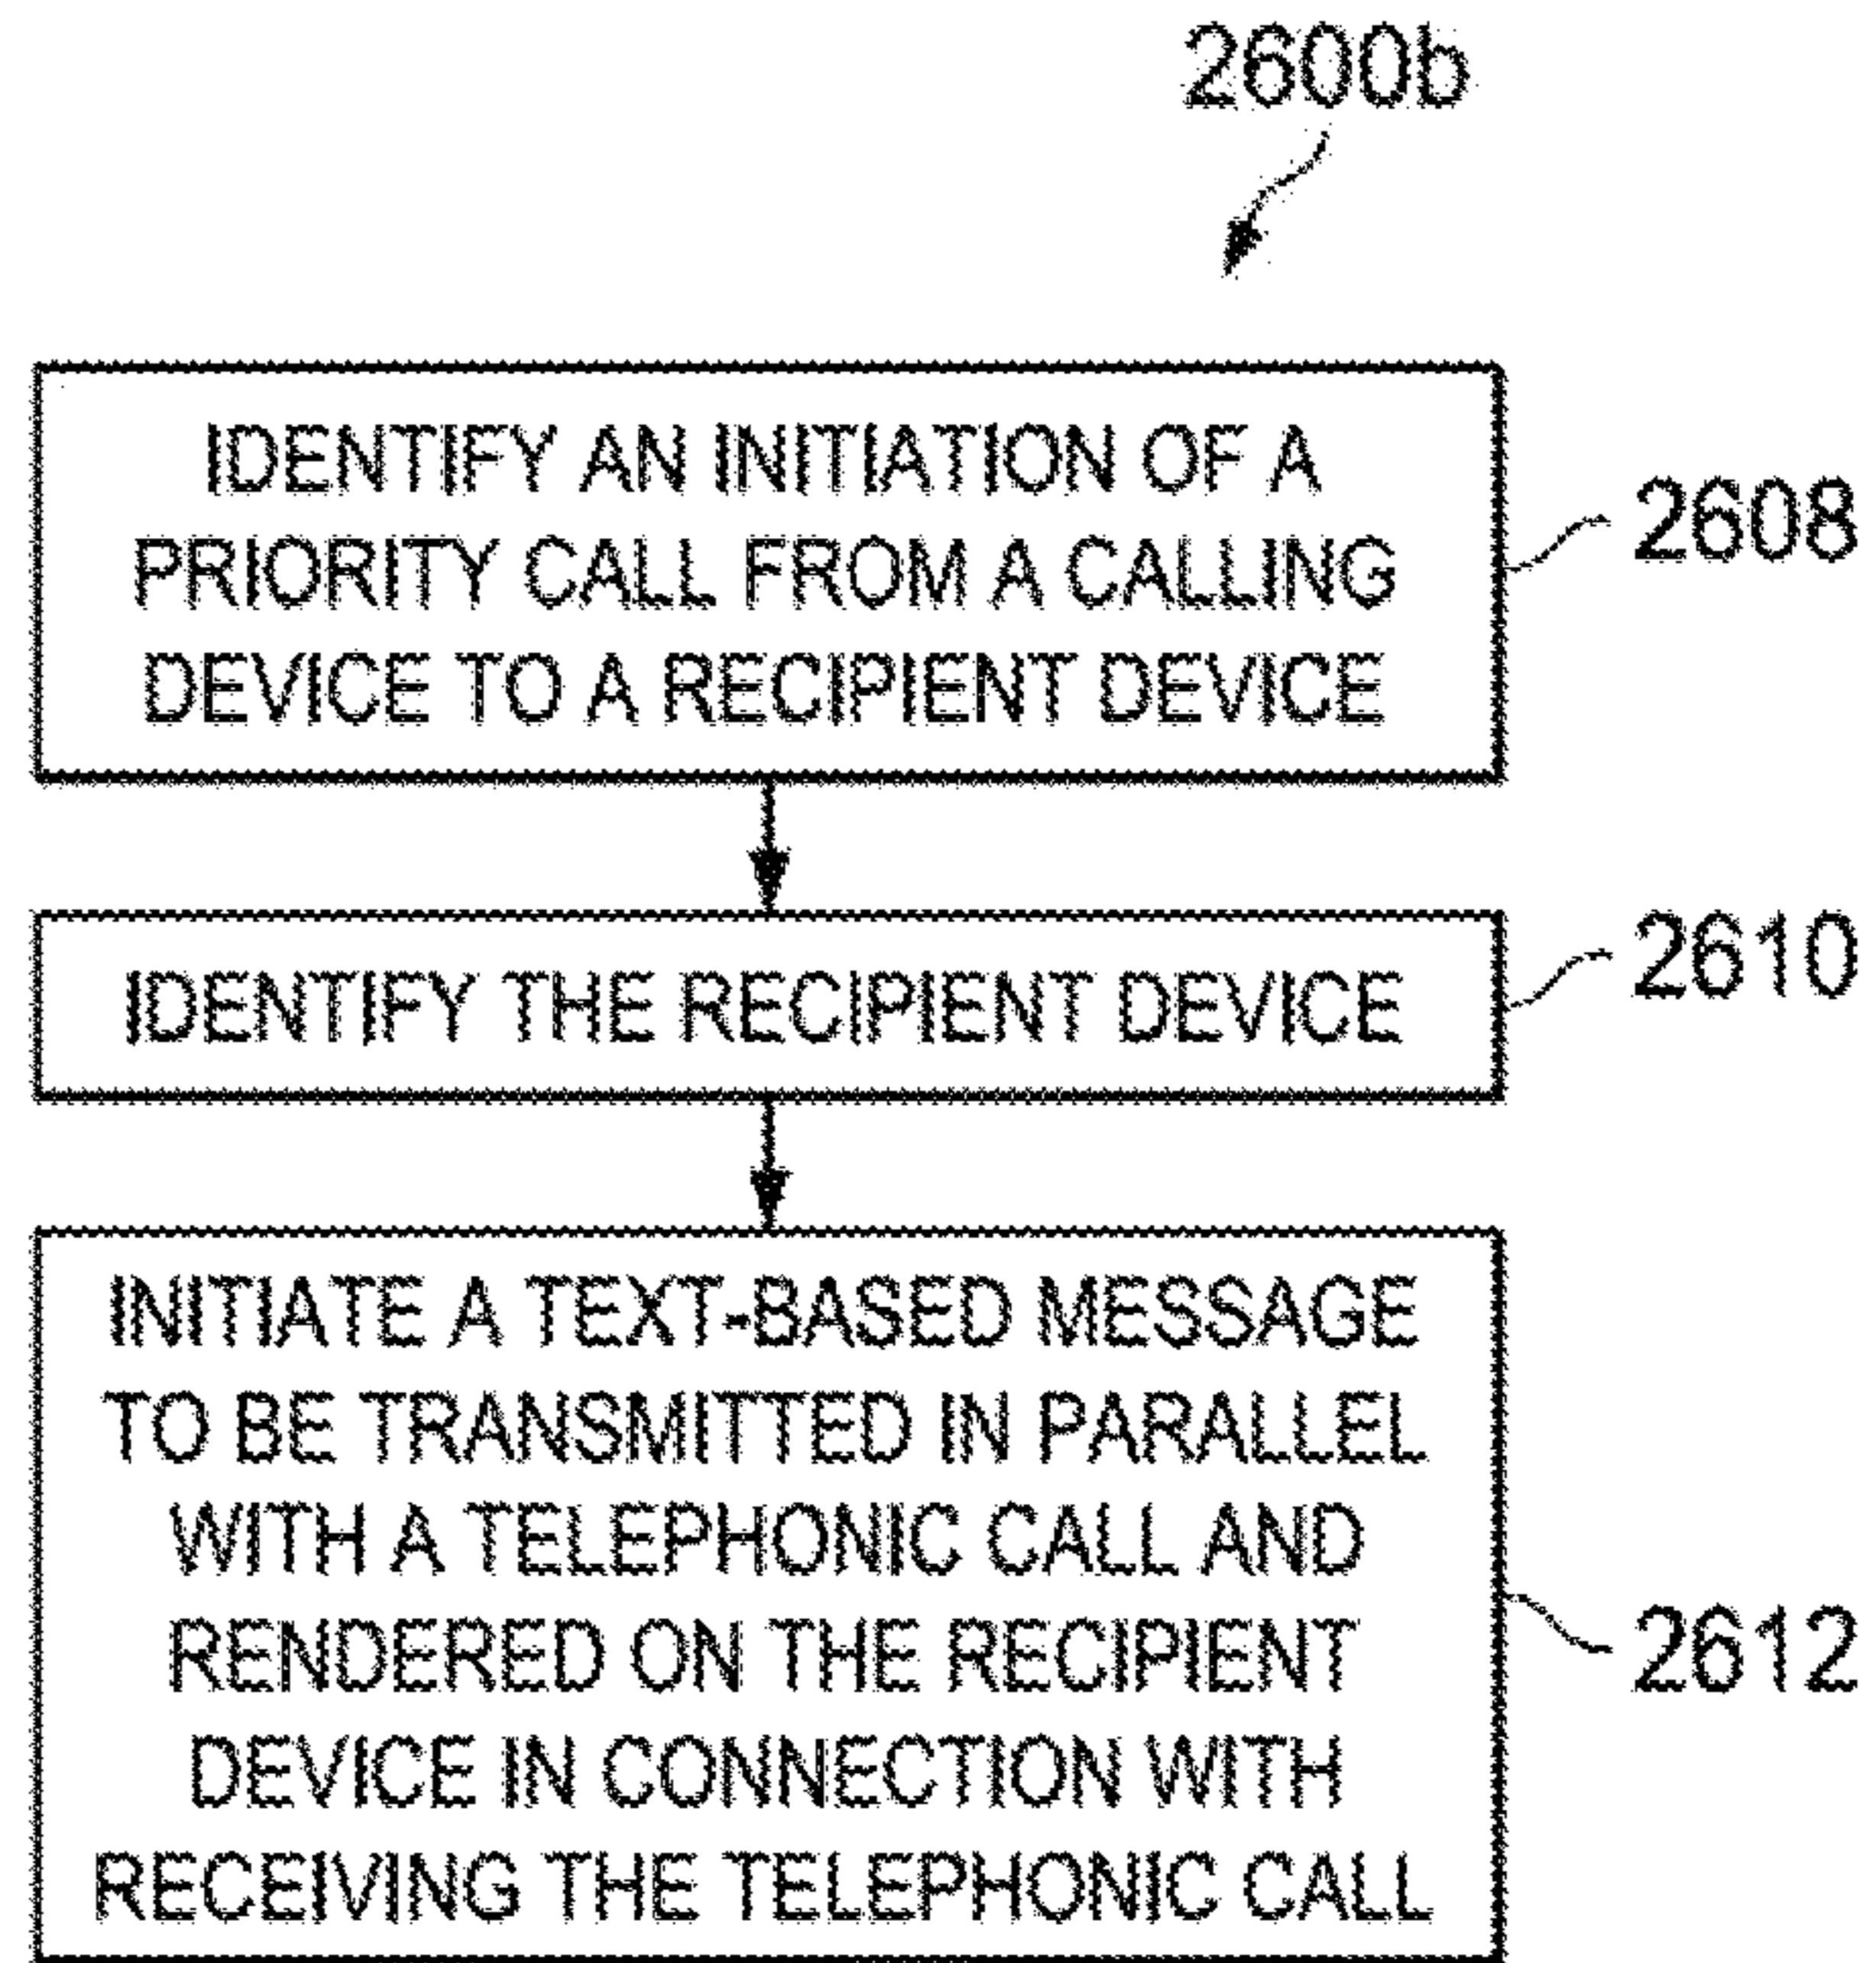 2600b
IDENTIFY AN INITIATION OF A
PRIORITY CALL FROM A CALLING
DEVICE TO A RECIPIENT DEVICE
2608
IDENTIFY THE RECIPIENT DEVICE
2610
INITIATE A TEXT-BASED MESSAGE
TO BE TRANSMITTED IN PARALLEL
WITH A TELEPHONIC CALL AND
RENDERED ON THE RECIPIENT
DEVICE IN CONNECTION WITH
RECEIVING THE TELEPHONIC CALL
2612